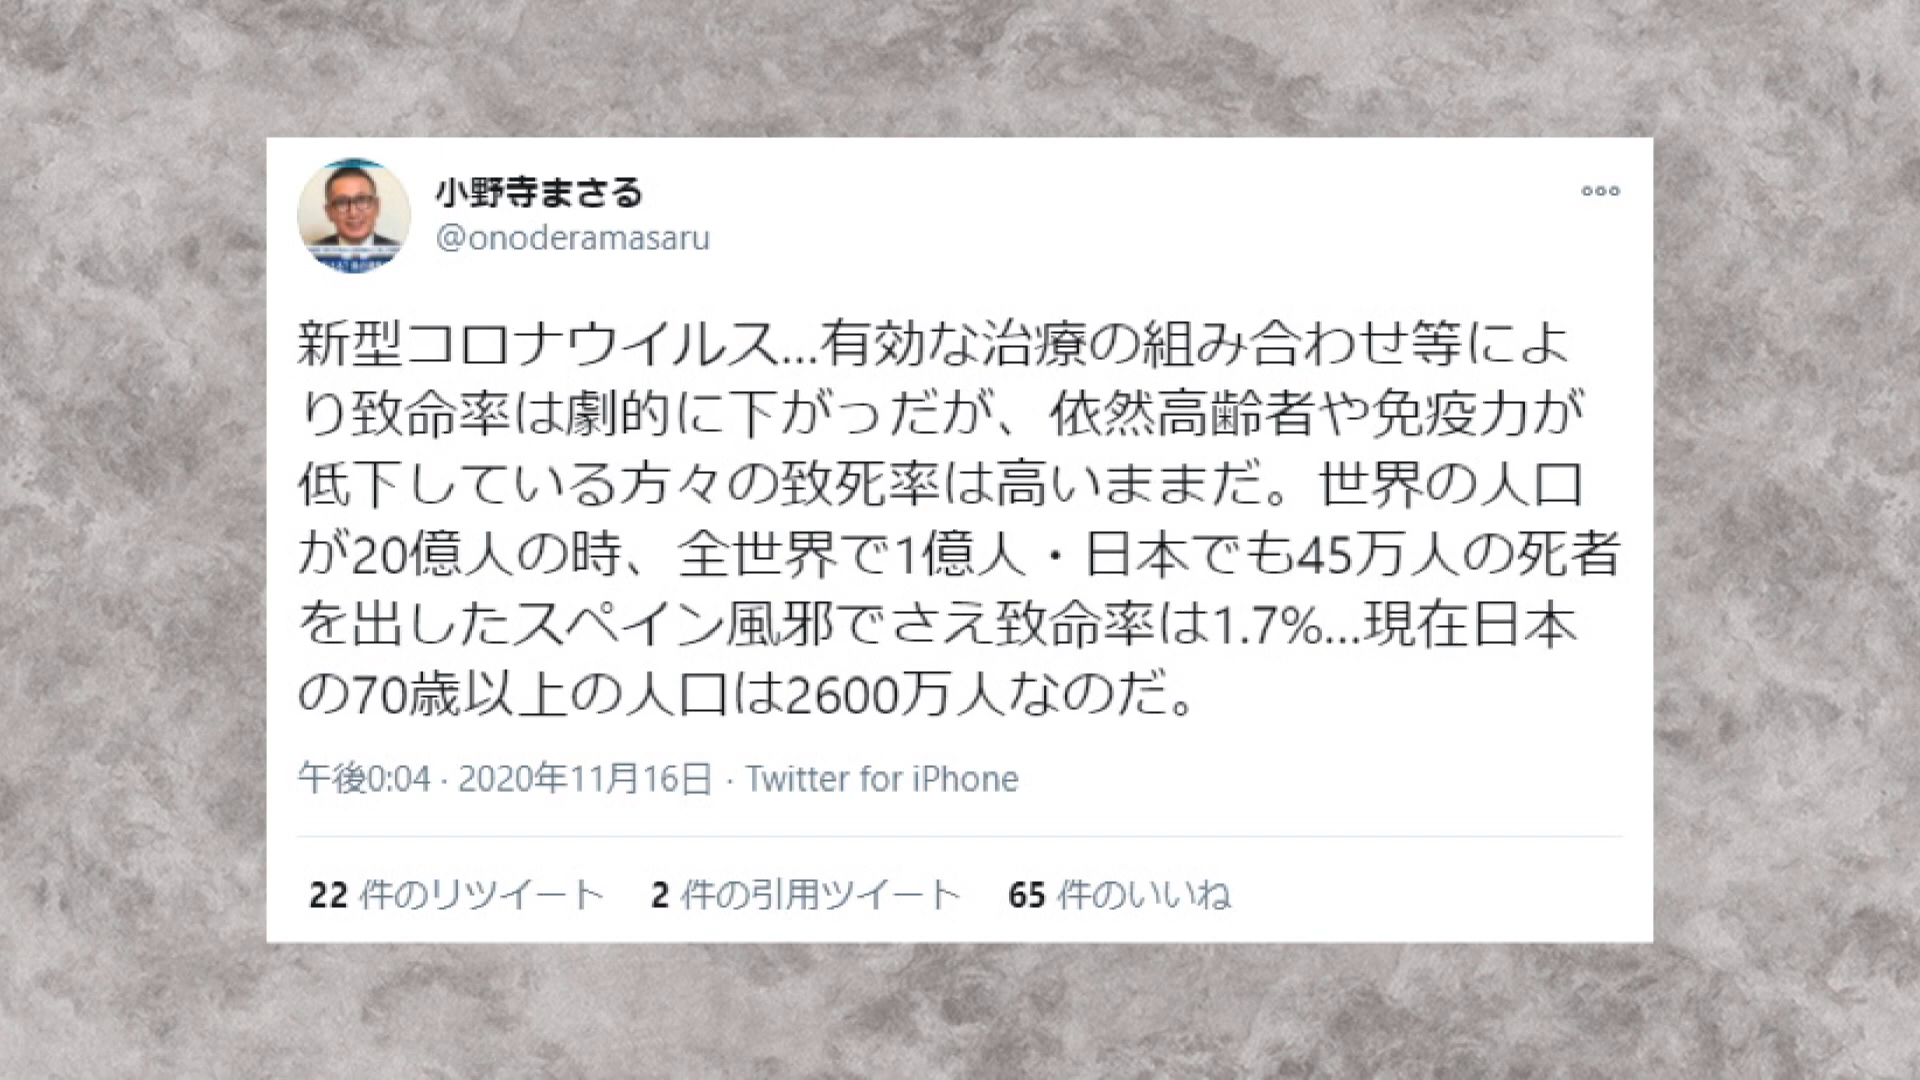 小野寺まさる
@onoderamasaru
新型コロナウイルス...有効な治療の組み合わせ等によ
り致命率は劇的に下がっだが、依然高齢者や免疫力が
低下している方々の致死率は高いままだ。世界の人口
が20億人の時、全世界で1億人・日本でも45万人の死者
を出したスペイン風邪でさえ致命率は1.7%...現在日本
の70歳以上の人口は2600万人なのだ。
午後0:04 · 2020年11月16日 · Twitter for iPhone
22 件のリツイート 2 件の引用ツイート 65 件のいいね